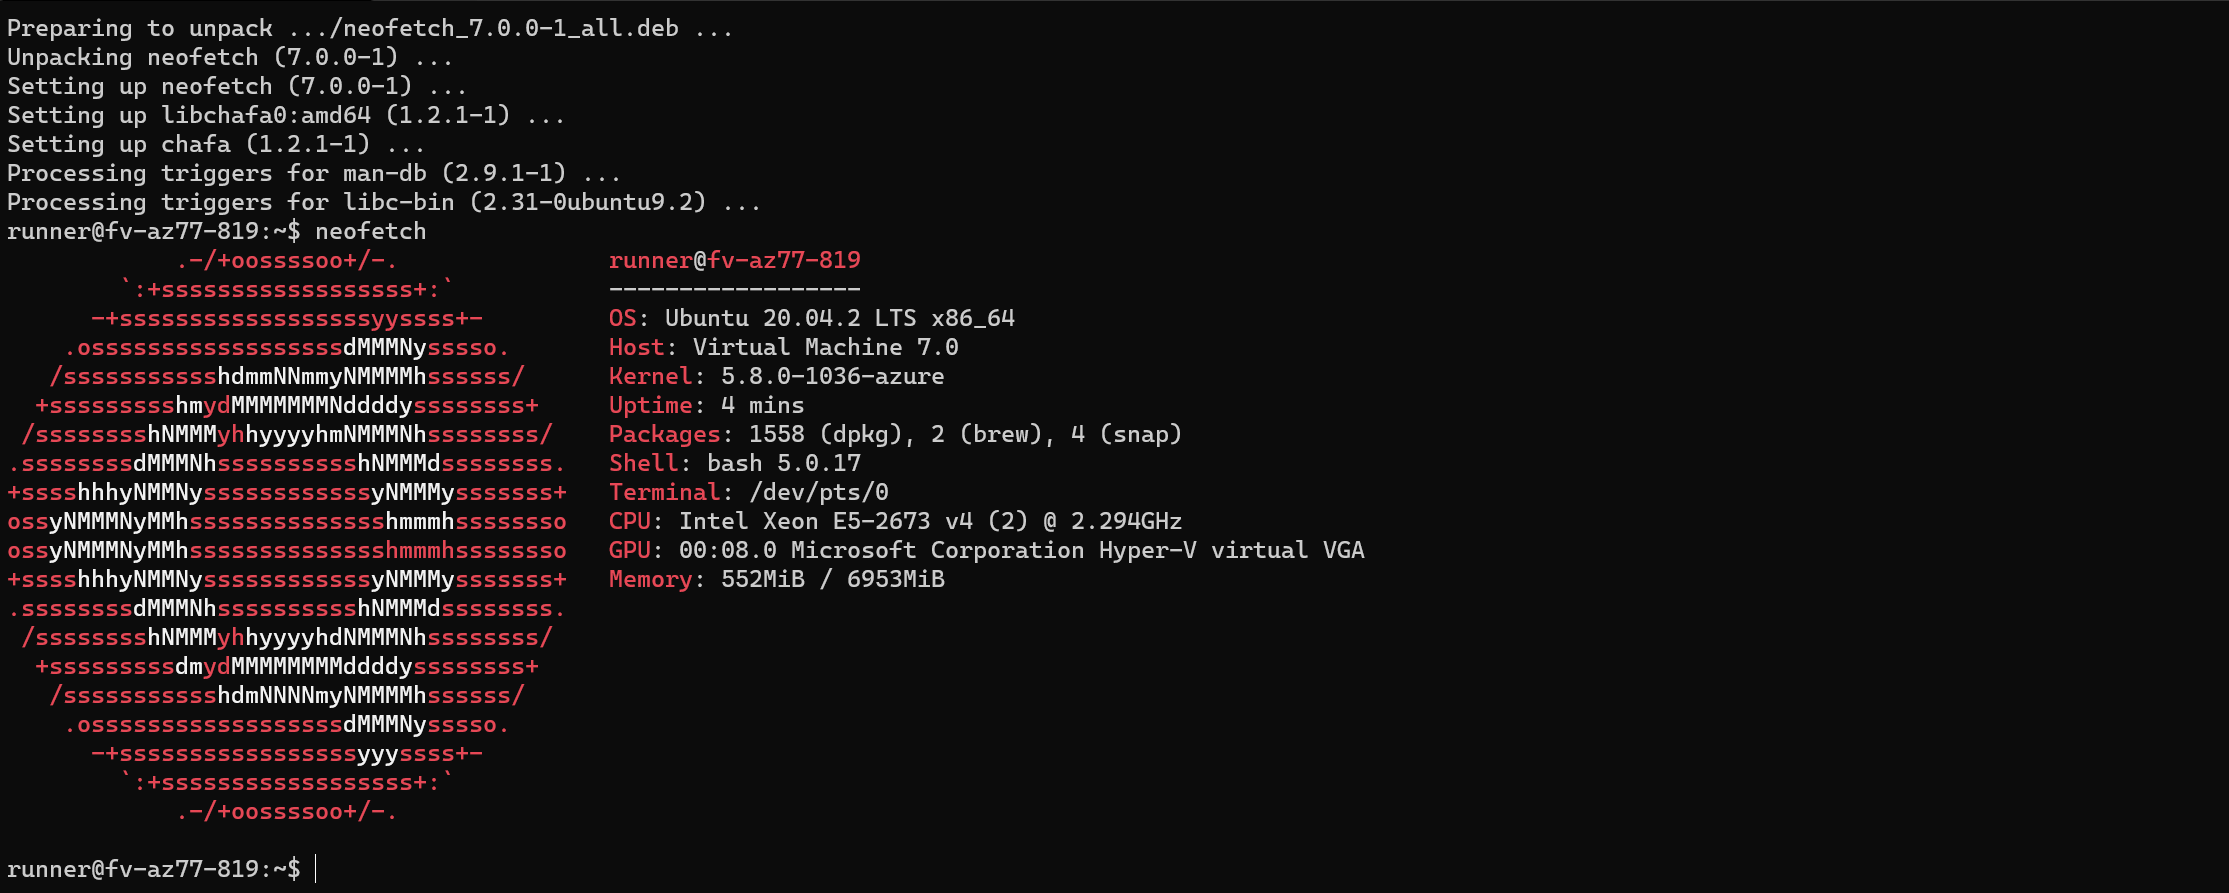 Preparing to unpack .../neofetch_7.0.0-1_all.deb ...
Unpacking neofetch (7.0.0-1) ...
Setting up neofetch (7.0.0-1) ...
Setting up libchafa0:amd64 (1.2.1-1) ...
Setting up chafa (1.2.1-1) ...
Processing triggers for man-db (2.9.1-1) ...
Processing triggers for libc-bin (2.31-0ubuntu9.2) ...
runner@fv-az77-819:~$ neofetch
            .-/+oossssoo+/-.               runner@fv-az77-819
        `:+ssssssssssssssssss+:`           ------------------
      -+ssssssssssssssssssyyssss+-         OS: Ubuntu 20.04.2 LTS x86_64
    .ossssssssssssssssssdMMMNysssso.       Host: Virtual Machine 7.0
   /ssssssssssshdmmNNmmyNMMMMhssssss/      Kernel: 5.8.0-1036-azure
  +ssssssssshmydMMMMMMMNddddyssssssss+     Uptime: 4 mins
 /sssssssshNMMMyhhyyyyhmNMMMNhssssssss/    Packages: 1558 (dpkg), 2 (brew), 4 (snap)
.ssssssssdMMMNhsssssssssshNMMMdssssssss.   Shell: bash 5.0.17
+sssshhhyNMMNyssssssssssssyNMMMysssssss+   Terminal: /dev/pts/0
ossyNMMMNyMMhsssssssssssssshmmmhssssssso   CPU: Intel Xeon E5-2673 v4 (2) @ 2.294GHz
ossyNMMMNyMMhsssssssssssssshmmmhssssssso   GPU: 00:08.0 Microsoft Corporation Hyper-V virtual VGA
+sssshhhyNMMNyssssssssssssyNMMMysssssss+   Memory: 552MiB / 6953MiB
.ssssssssdMMMNhsssssssssshNMMMdssssssss.
 /sssssssshNMMMyhhyyyyhdNMMMNhssssssss/
  +sssssssssdmydMMMMMMMMddddyssssssss+
   /ssssssssssshdmNNNNmyNMMMMhssssss/
    .ossssssssssssssssssdMMMNysssso.
      -+sssssssssssssssssyyyssss+-
        `:+ssssssssssssssssss+:`
            .-/+oossssoo+/-.
runner@fv-az77-819:~$